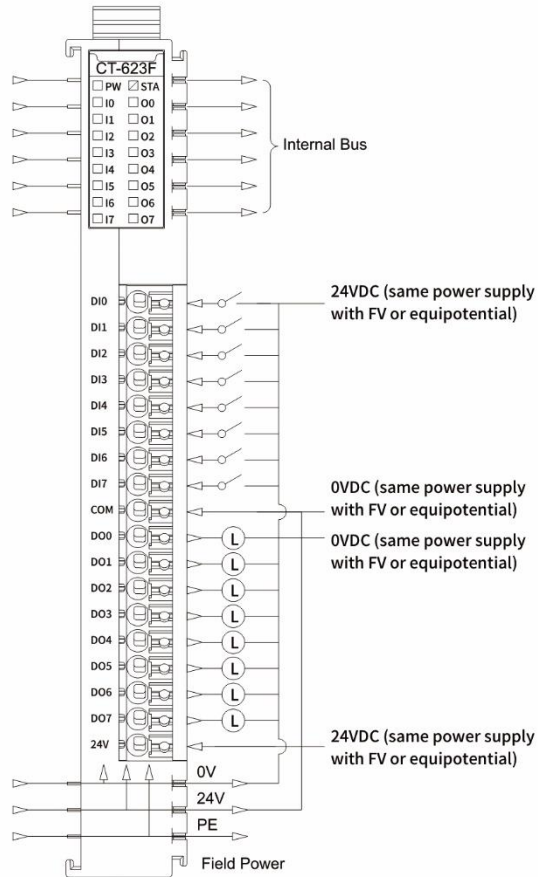 CT-623F
PW STA
I0 O0
I1 O1
I2 O2
I3 O3
I4 O4
I5 O5
I6 O6
I7 O7
Internal Bus
DI0
24VDC (same power supply
with FV or equipotential)
DI1
DI2
DI3
DI4
DI5
DI6
DI7
0VDC (same power supply
with FV or equipotential)
COM
DO0 L
0VDC (same power supply
with FV or equipotential)
DO1 L
DO2 L
DO3 L
DO4 L
DO5 L
DO6 L
DO7 L
24V
24VDC (same power supply
with FV or equipotential)
0V
24V
PE
Field Power